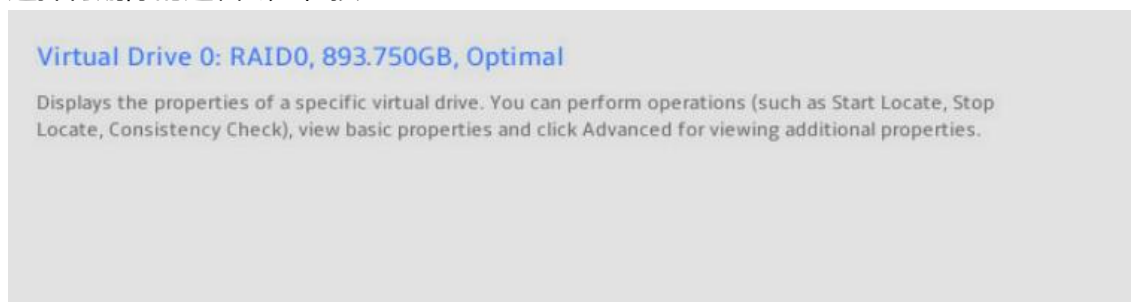 Virtual Drive 0: RAID0, 893.750GB, Optimal
Displays the properties of a specific virtual drive. You can perform operations (such as Start Locate, Stop
Locate, Consistency Check), view basic properties and click Advanced for viewing additional properties.